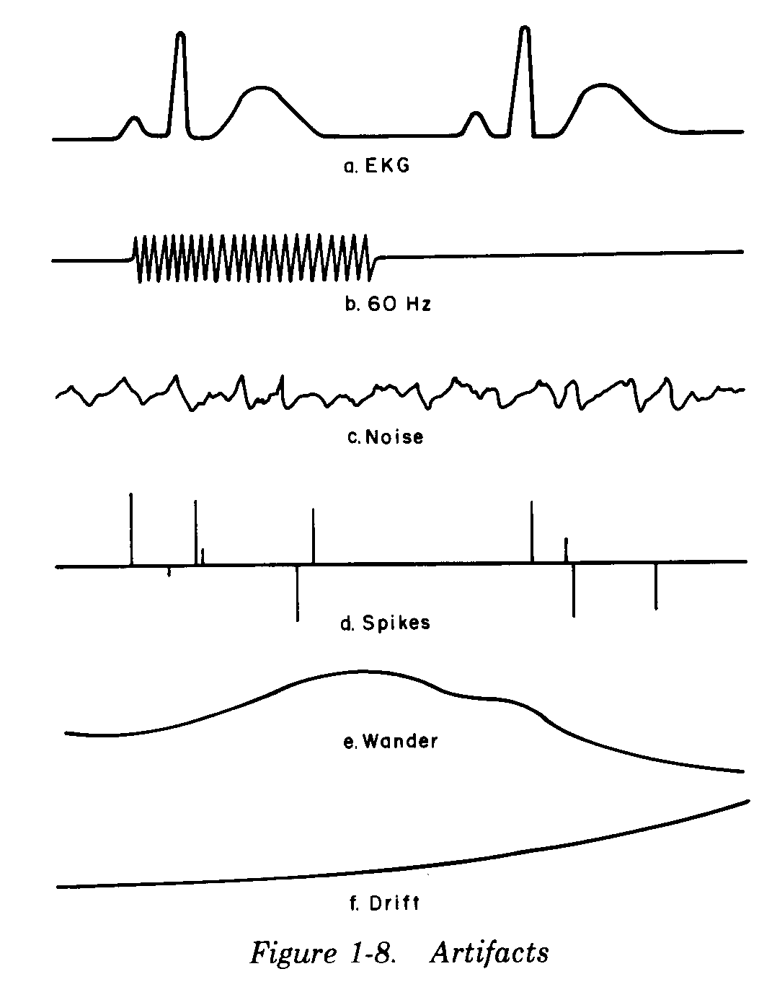 a. EKG
b. 60 Hz
c. Noise
d. Spikes
e. Wander
f. Drift
Figure 1-8. Artifacts